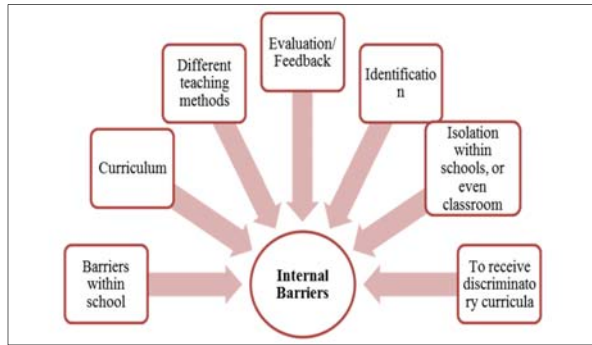 Evaluation/
Feedback
Different
teaching
methods
Identificatio
n
Curriculum
Isolation
within
schools, or
even
classroom
Barriers
within
school
Internal
Barriers
To receive
discriminato
ry curricula